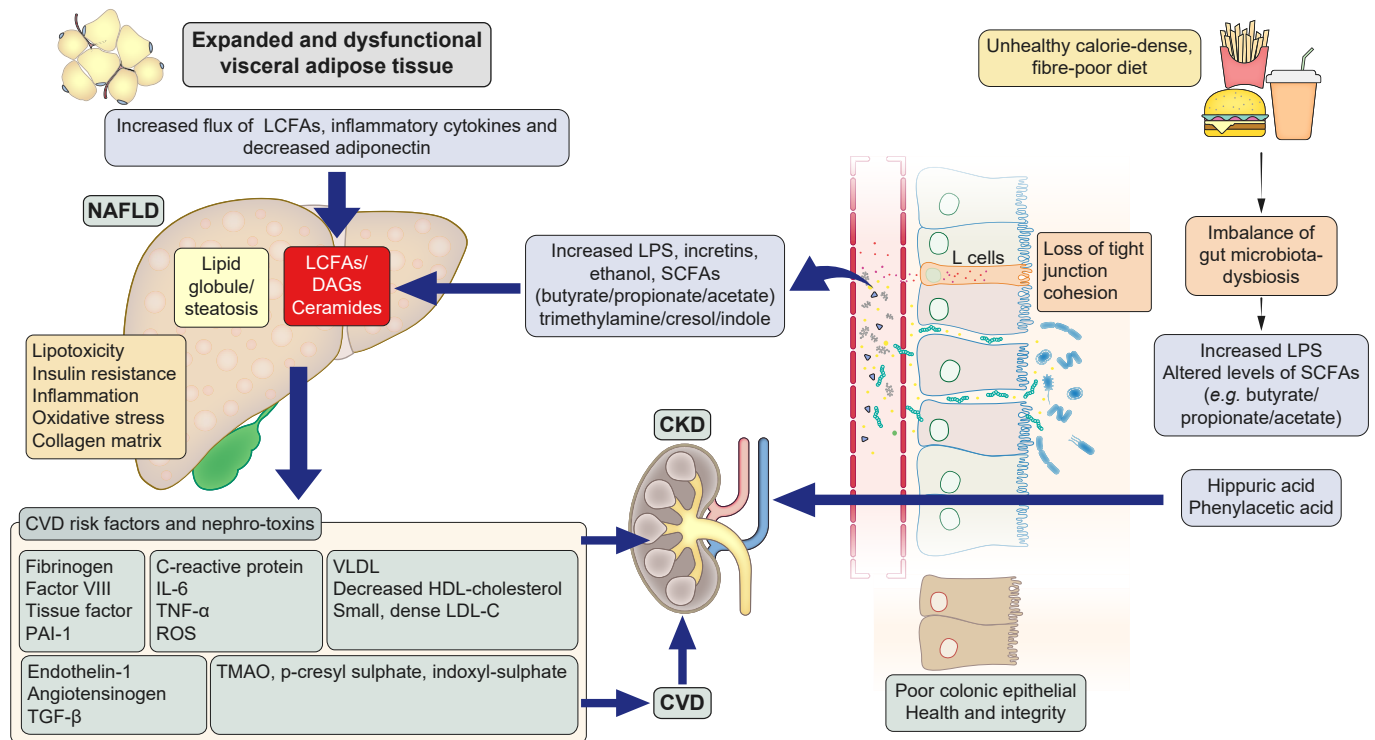 Expanded and dysfunctional
visceral adipose tissue
Increased flux of LCFAs, inflammatory cytokines and
decreased adiponectin
NAFLD
Lipid
globule/
steatosis
LCFAs/
DAGs
Ceramides
Lipotoxicity
Insulin resistance
Inflammation
Oxidative stress
Collagen matrix
Increased LPS, incretins,
ethanol, SCFAs
(butyrate/propionate/acetate)
trimethylamine/cresol/indole
L cells
Loss of tight
junction
cohesion
Unhealthy calorie-dense,
fibre-poor diet
Imbalance of
gut microbiota-
dysbiosis
Increased LPS
Altered levels of SCFAs
(e.g. butyrate/
propionate/acetate)
Hippuric acid
Phenylacetic acid
CKD
CVD risk factors and nephro-toxins
Fibrinogen
Factor VIII
Tissue factor
PAI-1
C-reactive protein
IL-6
TNF-α
ROS
VLDL
Decreased HDL-cholesterol
Small, dense LDL-C
Endothelin-1
Angiotensinogen
TGF-β
TMAO, p-cresyl sulphate, indoxyl-sulphate
CVD
Poor colonic epithelial
Health and integrity